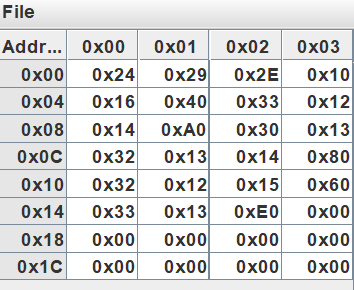 File
Addr... 0x00 0x01 0x02 0x03
0x00 0x24 0x29 0x2E 0x10
0x04 0x16 0x40 0x33 0x12
0x08 0x14 0xA0 0x30 0x13
0x0C 0x32 0x13 0x14 0x80
0x10 0x32 0x12 0x15 0x60
0x14 0x33 0x13 0xE0 0x00
0x18 0x00 0x00 0x00 0x00
0x1C 0x00 0x00 0x00 0x00